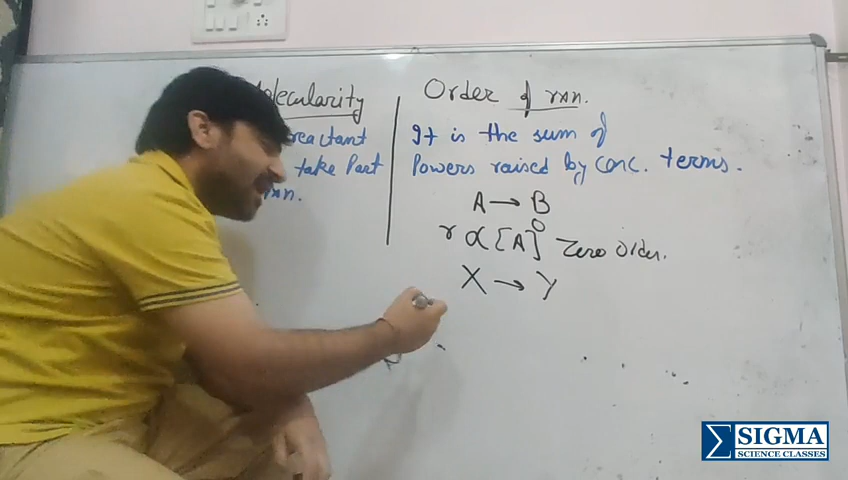 olecularity
reactant
take Part
rxn.
Order of rxn.
It is the sum of
Powers raised by Conc. terms.
A → B
r ∝ [A]⁰ Zero Order.
X → Y
Σ SIGMA
SCIENCE CLASSES